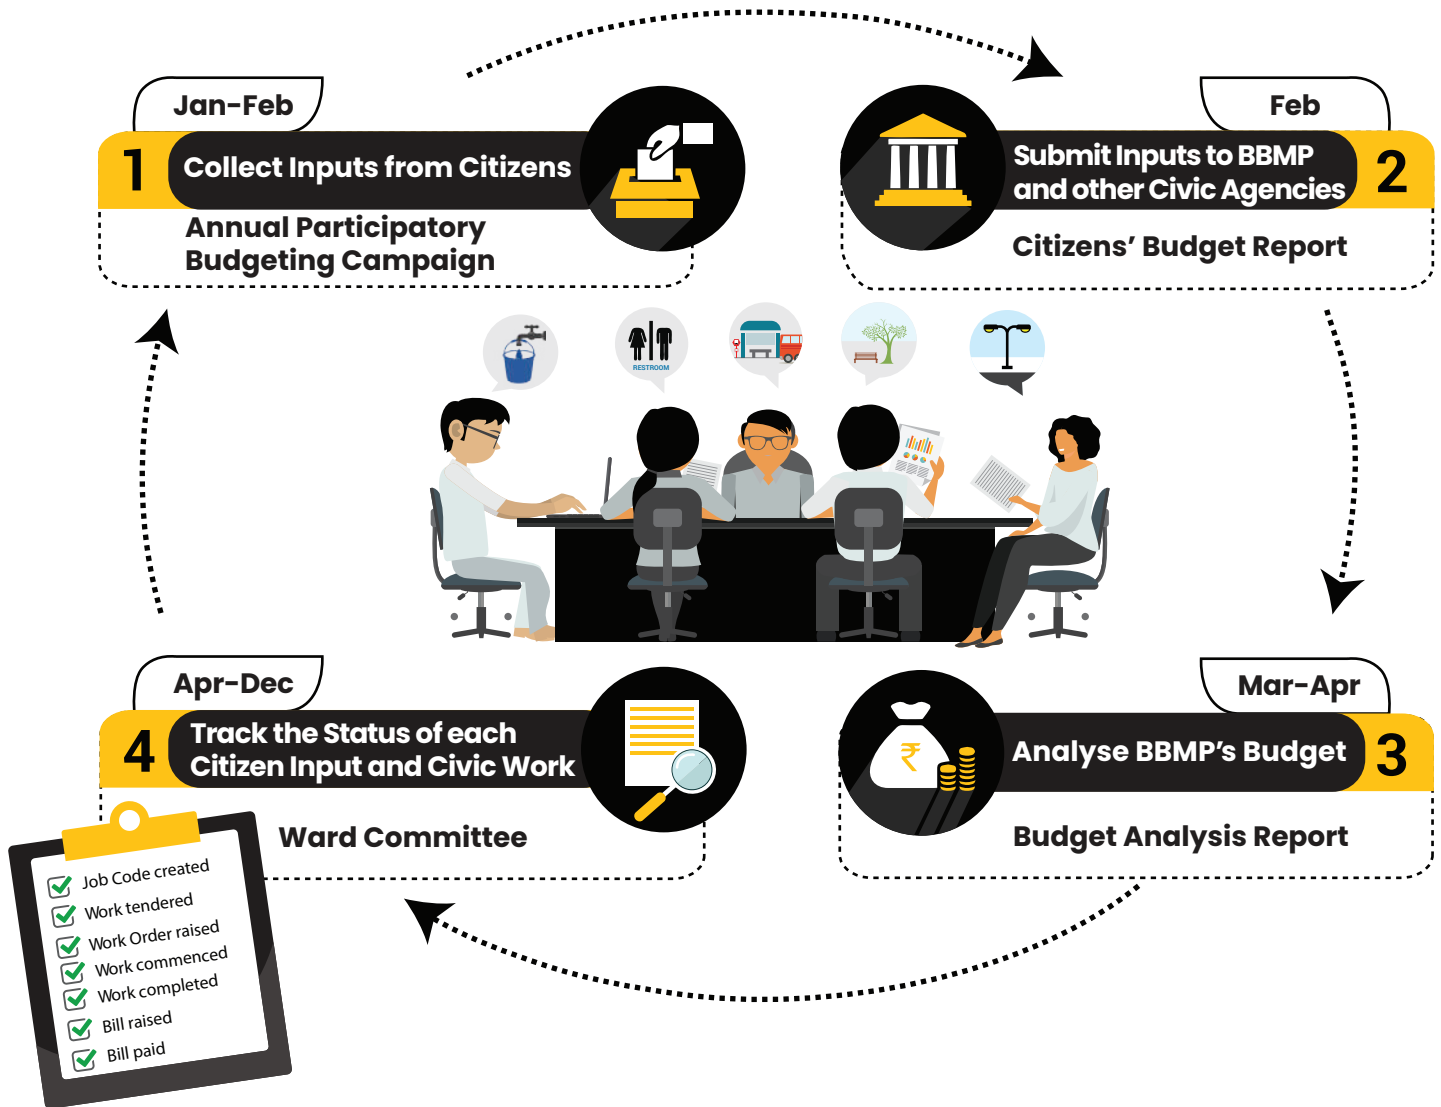 Jan-Feb
1
Collect Inputs from Citizens
Annual Participatory
Budgeting Campaign
Feb
Submit Inputs to BBMP
and other Civic Agencies
2
Citizens’ Budget Report
RESTROOM
Mar-Apr
Analyse BBMP’s Budget
3
₹
Budget Analysis Report
Apr-Dec
4
Track the Status of each
Citizen Input and Civic Work
Ward Committee
Job Code created
Work tendered
Work Order raised
Work commenced
Work completed
Bill raised
Bill paid